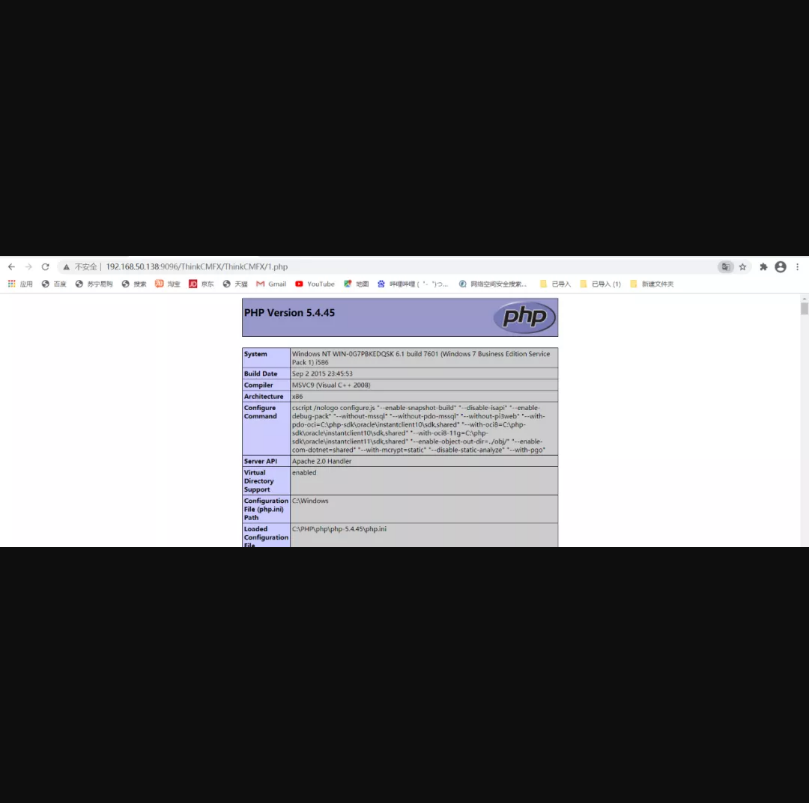 不安全 | 192.168.50.138:9096/ThinkCMFX/ThinkCMFX/1.php
应用 百度 苏宁易购 搜索 淘宝 京东 天猫 Gmail YouTube 地图 哔哩哔哩 ( ゜- ゜)つ... 网络空间安全搜索... 已导入 已导入 (1) 新建文件夹
PHP Version 5.4.45
php
System Windows NT WIN-0G7PBKEDQSK 6.1 build 7601 (Windows 7 Business Edition Service
Pack 1) i586
Build Date Sep 2 2015 23:45:53
Compiler MSVC9 (Visual C++ 2008)
Architecture x86
Configure cscript /nologo configure.js "--enable-snapshot-build" "--disable-isapi" "--enable-
Command debug-pack" "--without-mssql" "--without-pdo-mssql" "--without-pi3web" "--with-
pdo-oci=C:\php-sdk\oracle\instantclient10\sdk,shared" "--with-oci8=C:\php-
sdk\oracle\instantclient10\sdk,shared" "--with-oci8-11g=C:\php-
sdk\oracle\instantclient11\sdk,shared" "--enable-object-out-dir=../obj/" "--enable-
com-dotnet=shared" "--with-mcrypt=static" "--disable-static-analyze" "--with-pgo"
Server API Apache 2.0 Handler
Virtual enabled
Directory
Support
Configuration C:\Windows
File (php.ini)
Path
Loaded C:\PHP\php\php-5.4.45\php.ini
Configuration
File